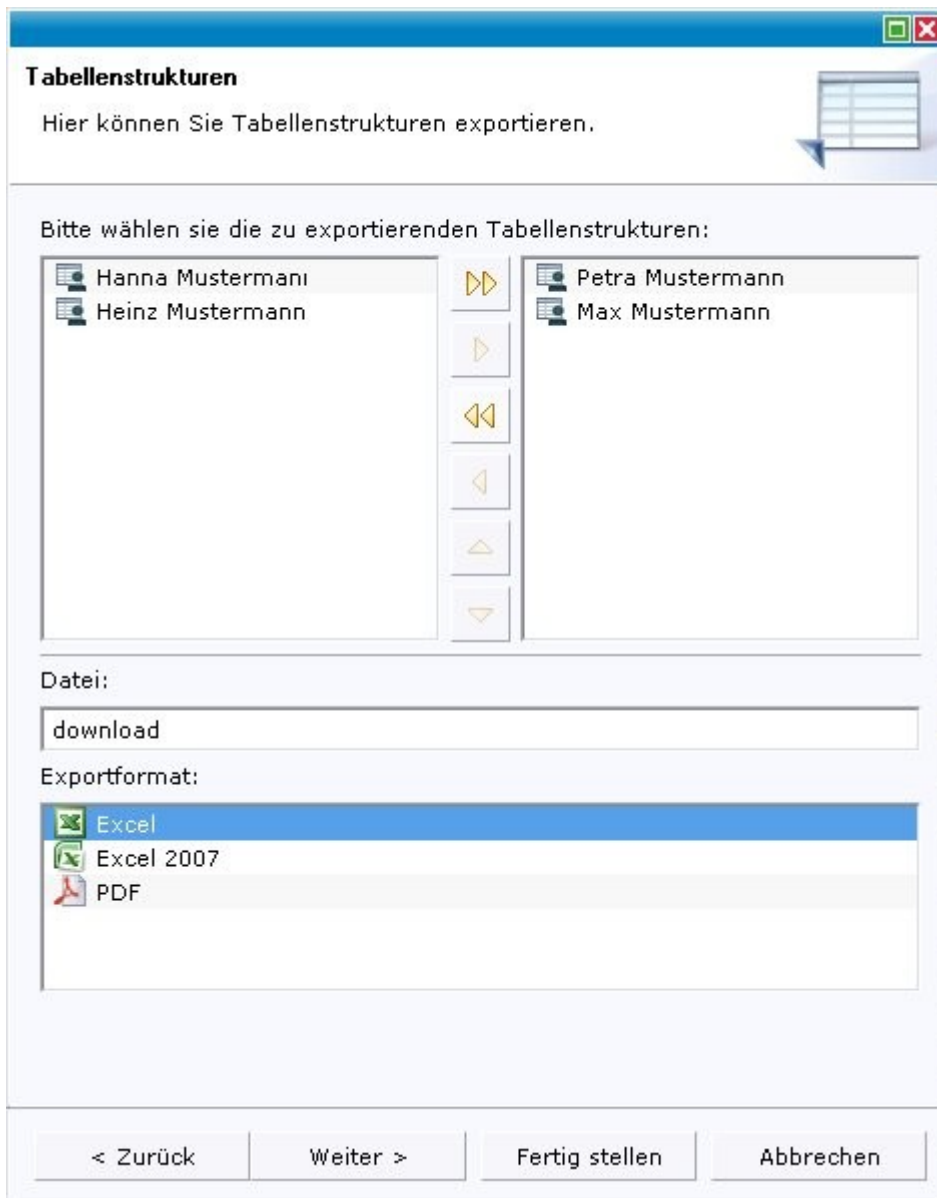 Tabellenstrukturen
Hier können Sie Tabellenstrukturen exportieren.
Bitte wählen sie die zu exportierenden Tabellenstrukturen:
Hanna Musterman
Heinz Mustermann
Petra Mustermann
Max Mustermann
Datei:
download
Exportformat:
Excel
Excel 2007
PDF
< Zurück
Weiter >
Fertig stellen
Abbrechen